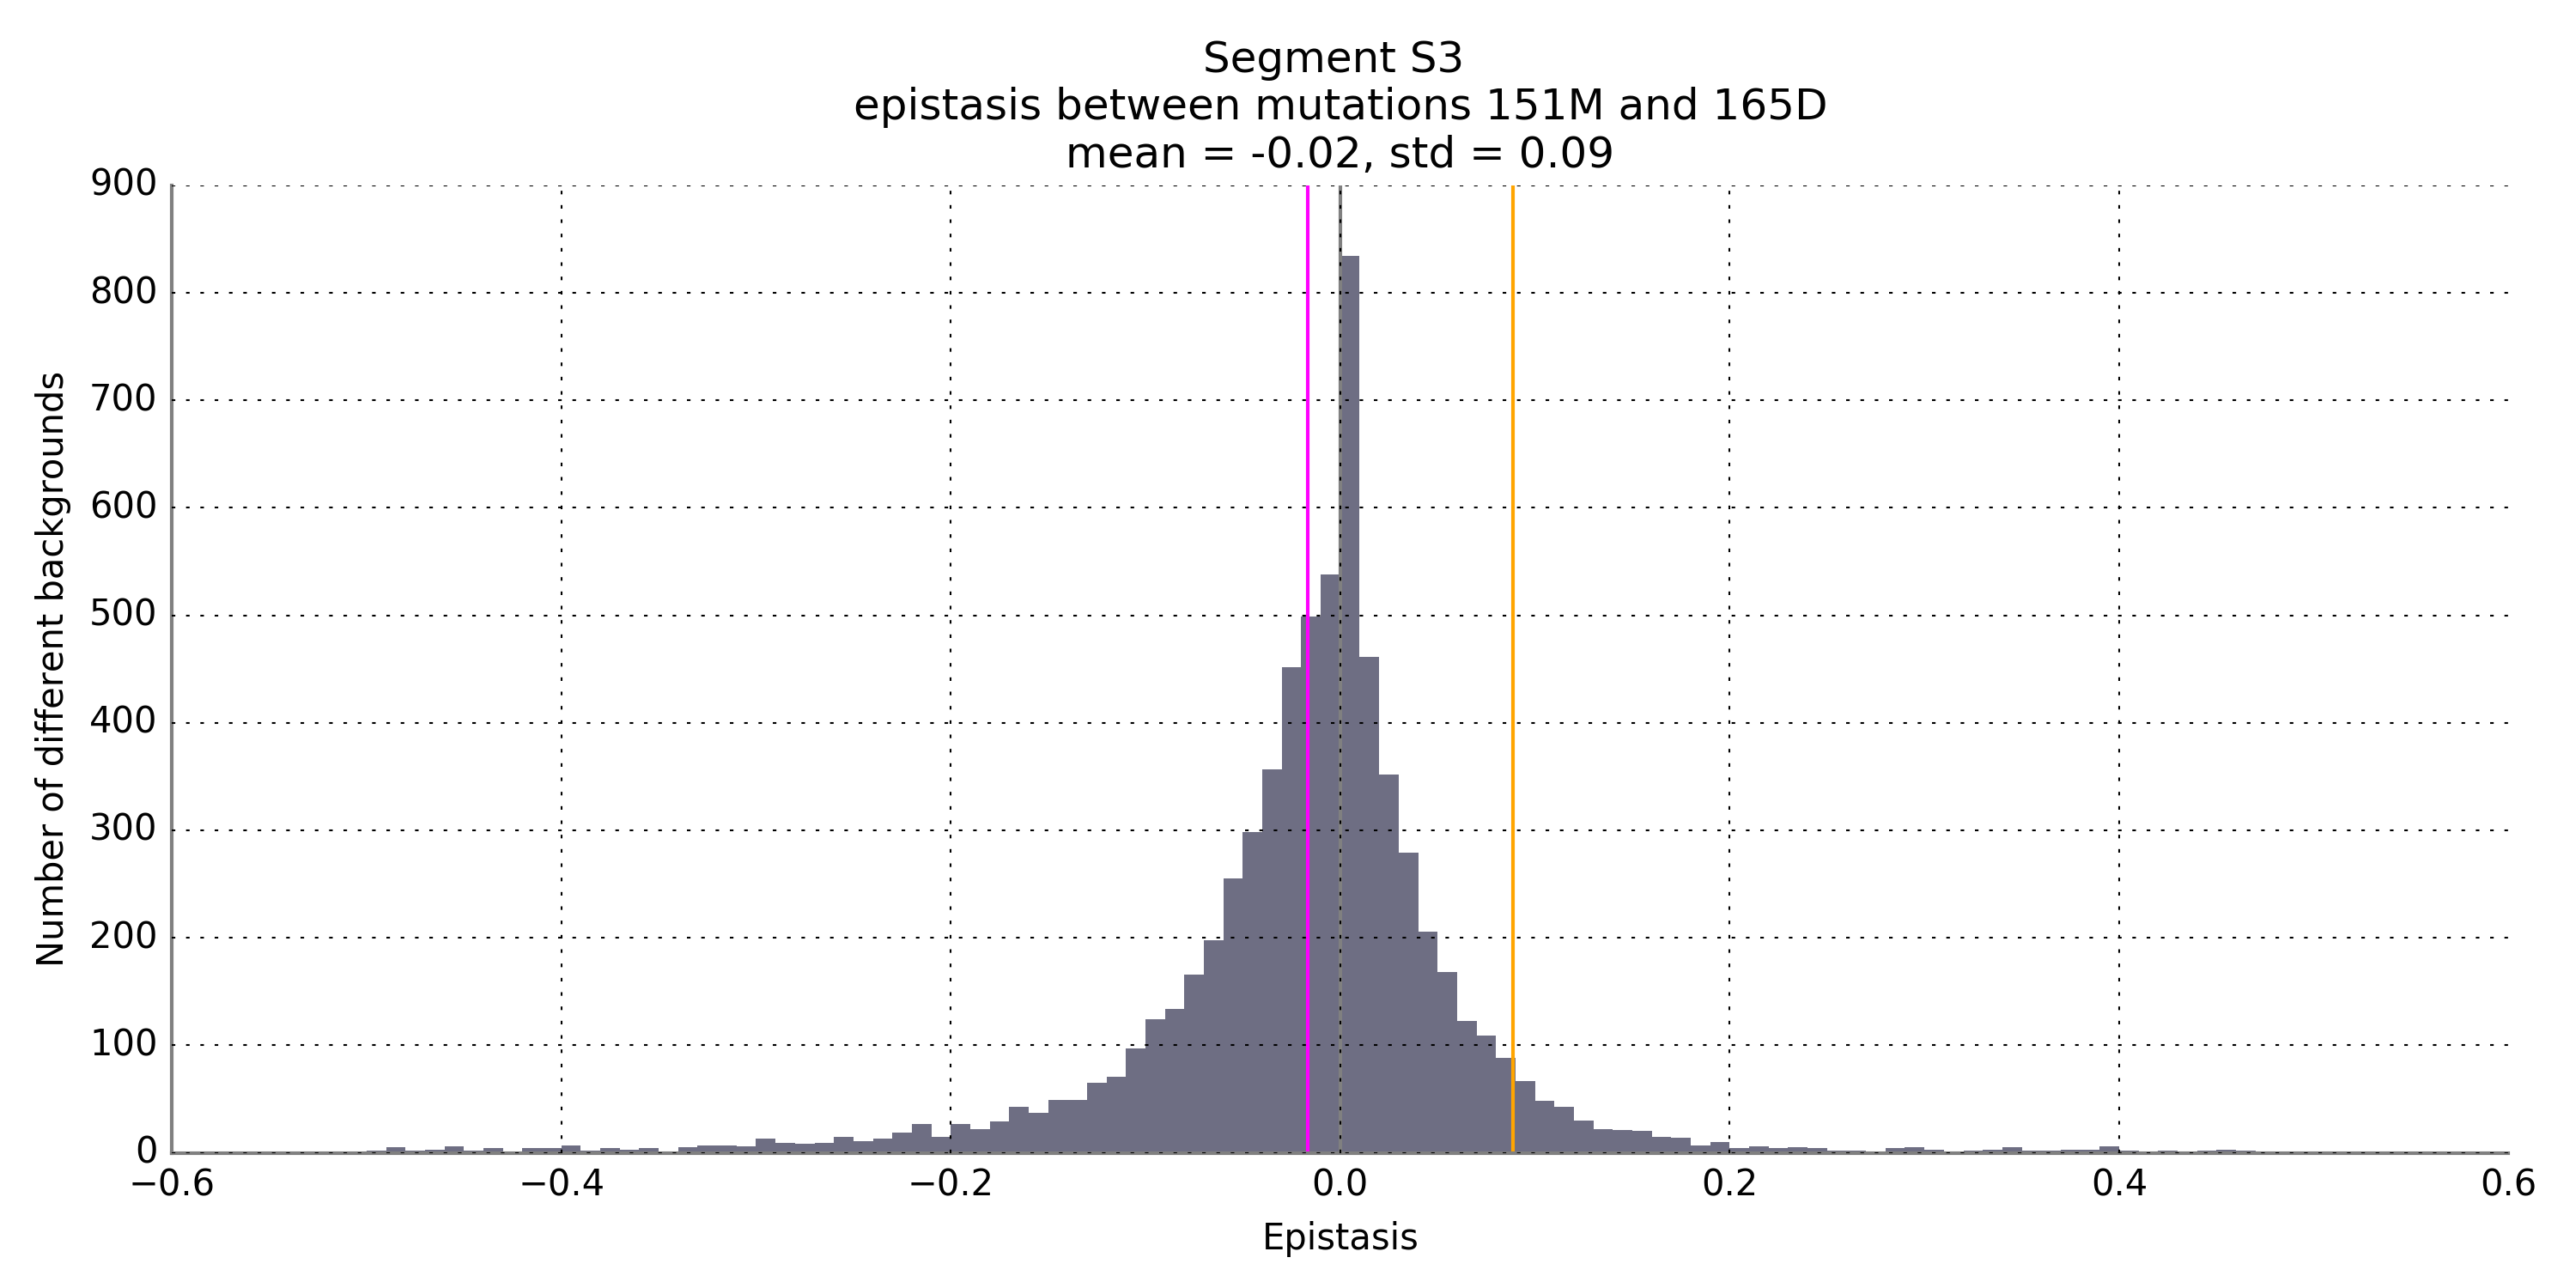 Segment S3
epistasis between mutations 151M and 165D
mean = -0.02, std = 0.09
900
800
700
600
500
400
300
200
100
0
Number of different backgrounds
−0.6 −0.4 −0.2 0.0 0.2 0.4 0.6
Epistasis